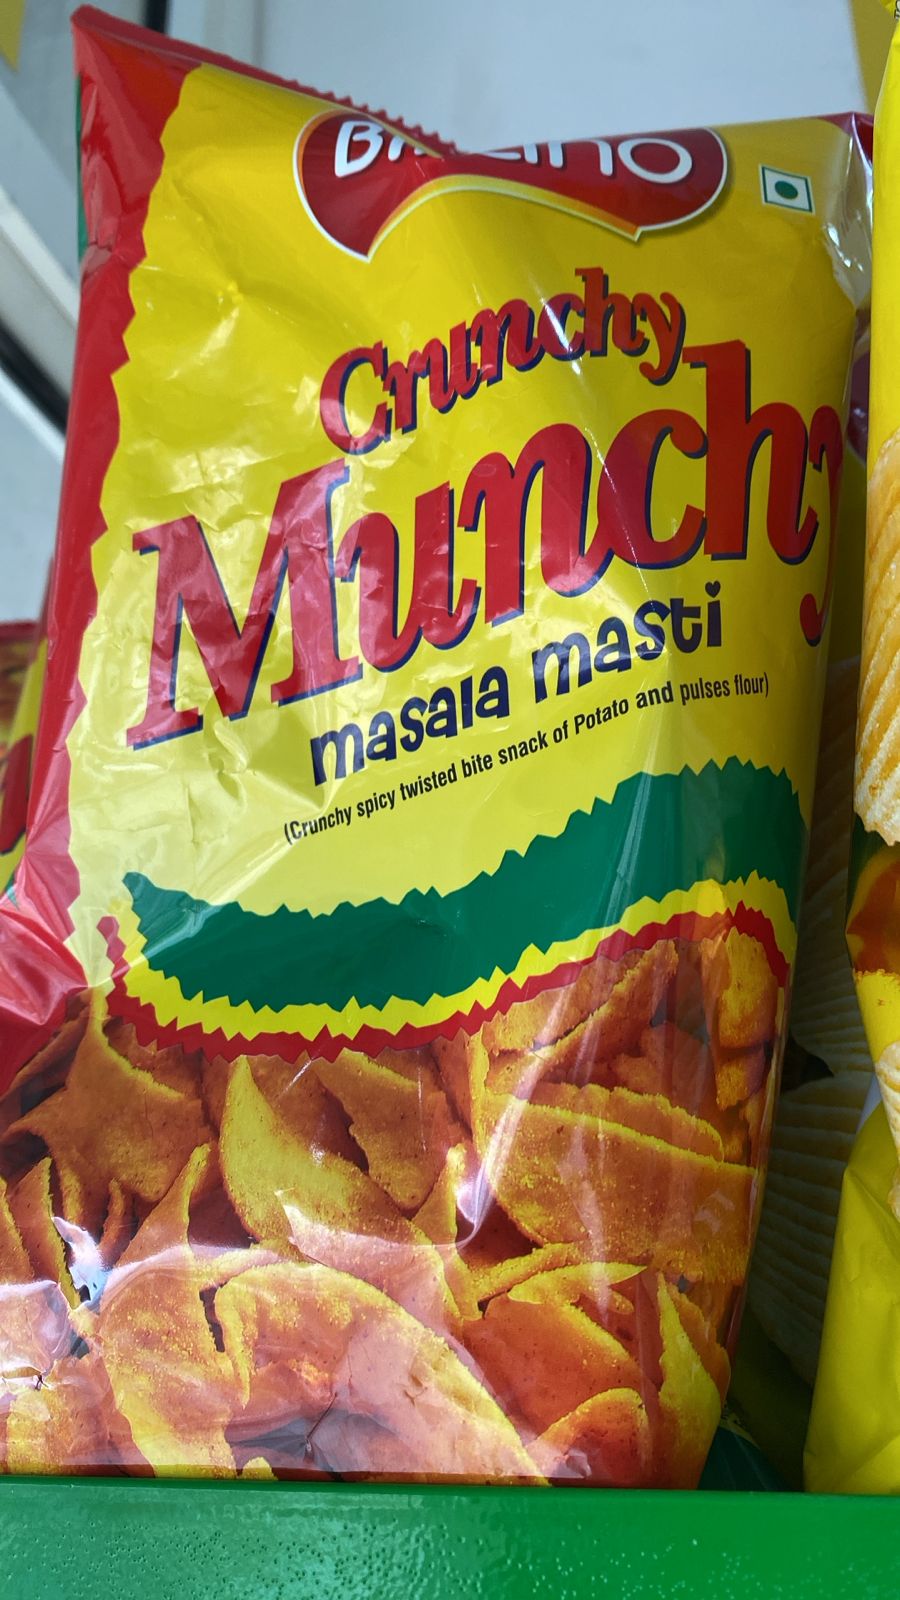 Crunchy
Munchy
masala masti
(Crunchy spicy twisted bite snack of Potato and pulses flour)